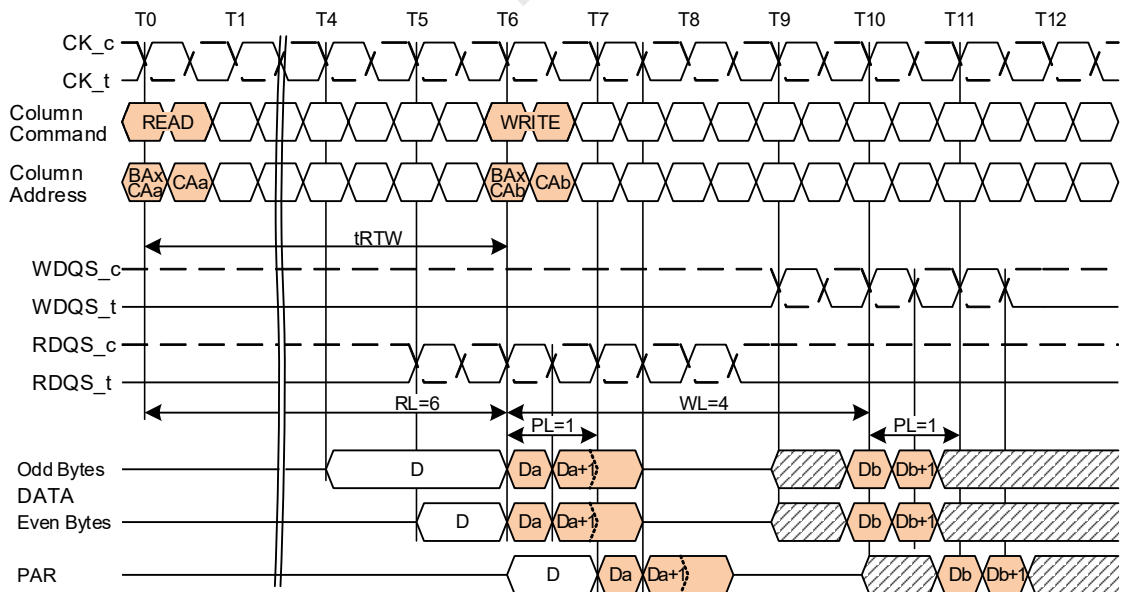 T0 T1 T4 T5 T6 T7 T8 T9 T10 T11 T12
CK_c
CK_t
Column
Command
READ WRITE
Column
Address
BAx
CAa
CAa
BAx
CAb
CAb
tRTW
WDQS_c
WDQS_t
RDQS_c
RDQS_t
RL=6 WL=4
PL=1 PL=1
Odd Bytes D Da Da+1 Db Db+1
DATA
Even Bytes D Da Da+1 Db Db+1
PAR D Da Da+1 Db Db+1